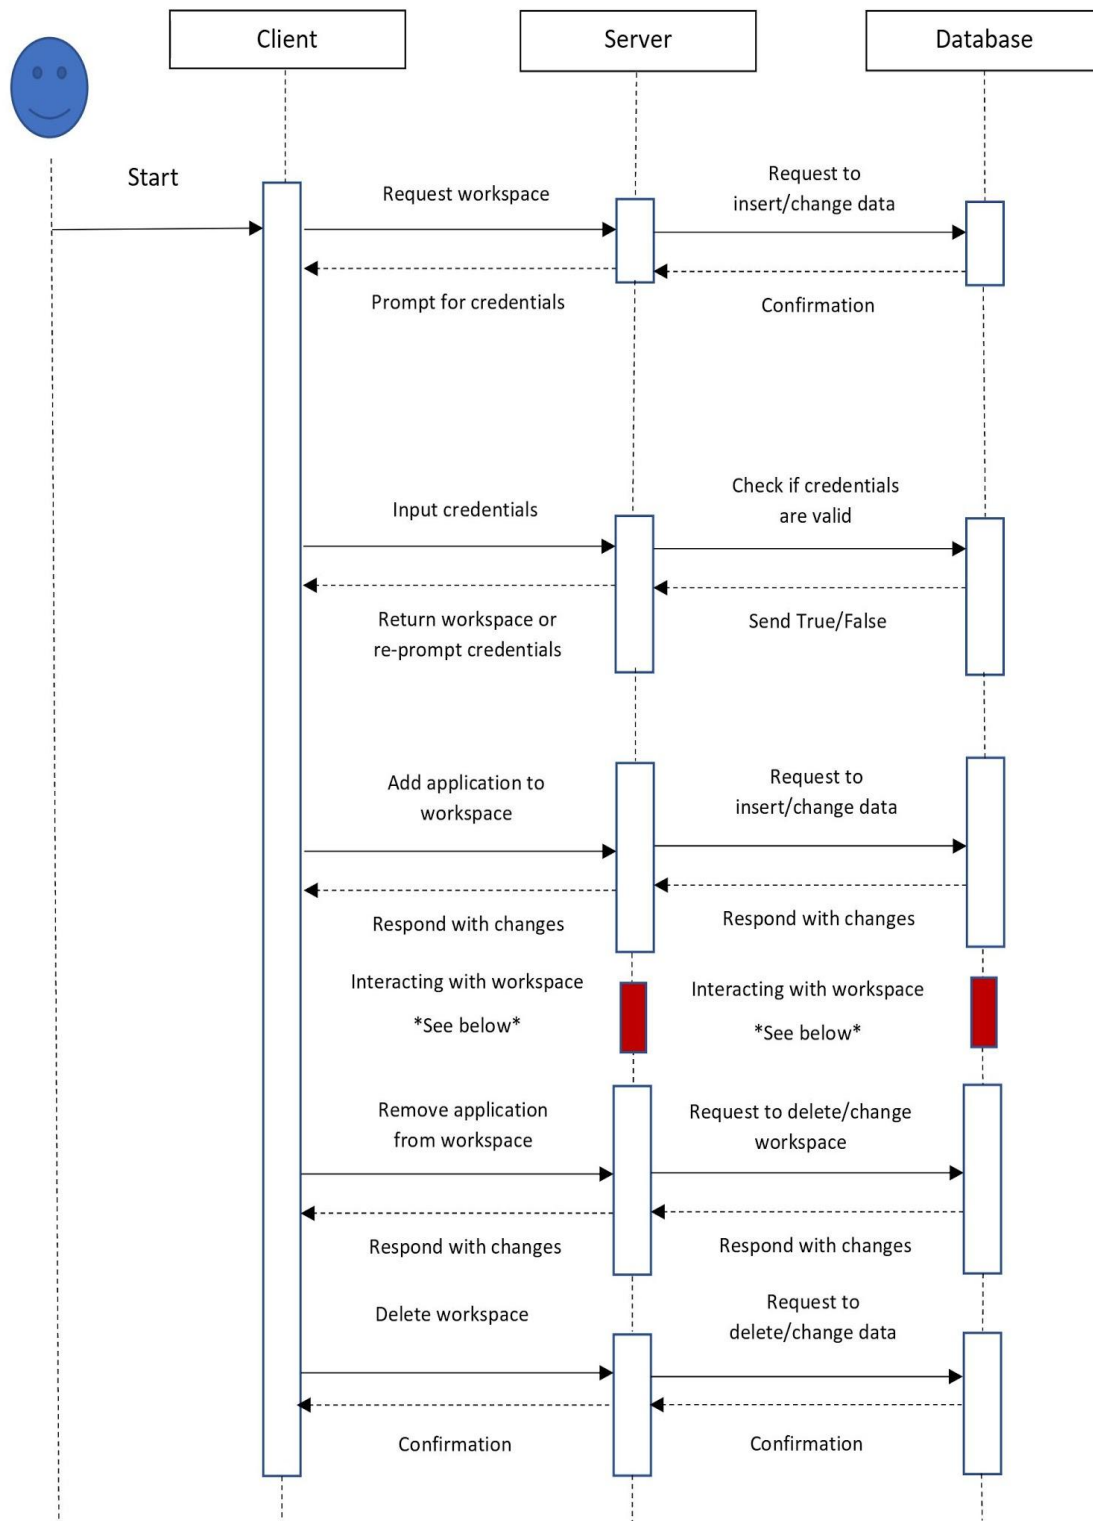 Client
Server
Database
Start
Request workspace
Request to
insert/change data
Prompt for credentials
Confirmation
Input credentials
Check if credentials
are valid
Return workspace or
re-prompt credentials
Send True/False
Add application to
workspace
Request to
insert/change data
Respond with changes
Respond with changes
Interacting with workspace
*See below*
Interacting with workspace
*See below*
Remove application
from workspace
Request to delete/change
workspace
Respond with changes
Respond with changes
Delete workspace
Request to
delete/change data
Confirmation
Confirmation